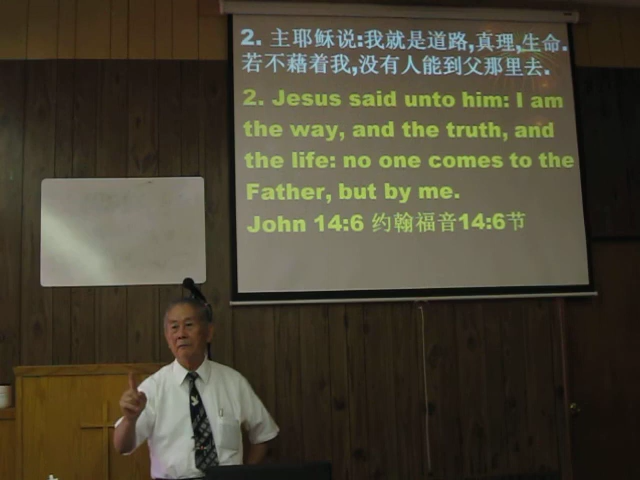 2. 主耶稣说:我就是道路,真理,生命.
若不藉着我,没有人能到父那里去.
2. Jesus said unto him: I am
the way, and the truth, and
the life: no one comes to the
Father, but by me.
John 14:6 约翰福音14:6节